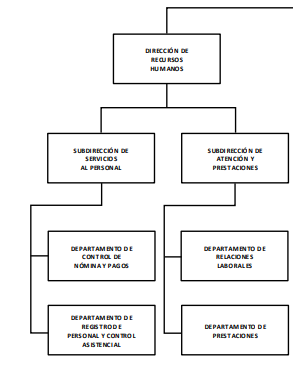 DIRECCIÓN DE
RECURSOS
HUMANOS
SUBDIRECCIÓN DE
SERVICIOS
AL PERSONAL
SUBDIRECCIÓN DE
ATENCIÓN Y
PRESTACIONES
DEPARTAMENTO DE
CONTROL DE
NÓMINA Y PAGOS
DEPARTAMENTO DE
RELACIONES
LABORALES
DEPARTAMENTO DE
REGISTRO DE
PERSONAL Y CONTROL
ASISTENCIAL
DEPARTAMENTO DE
PRESTACIONES